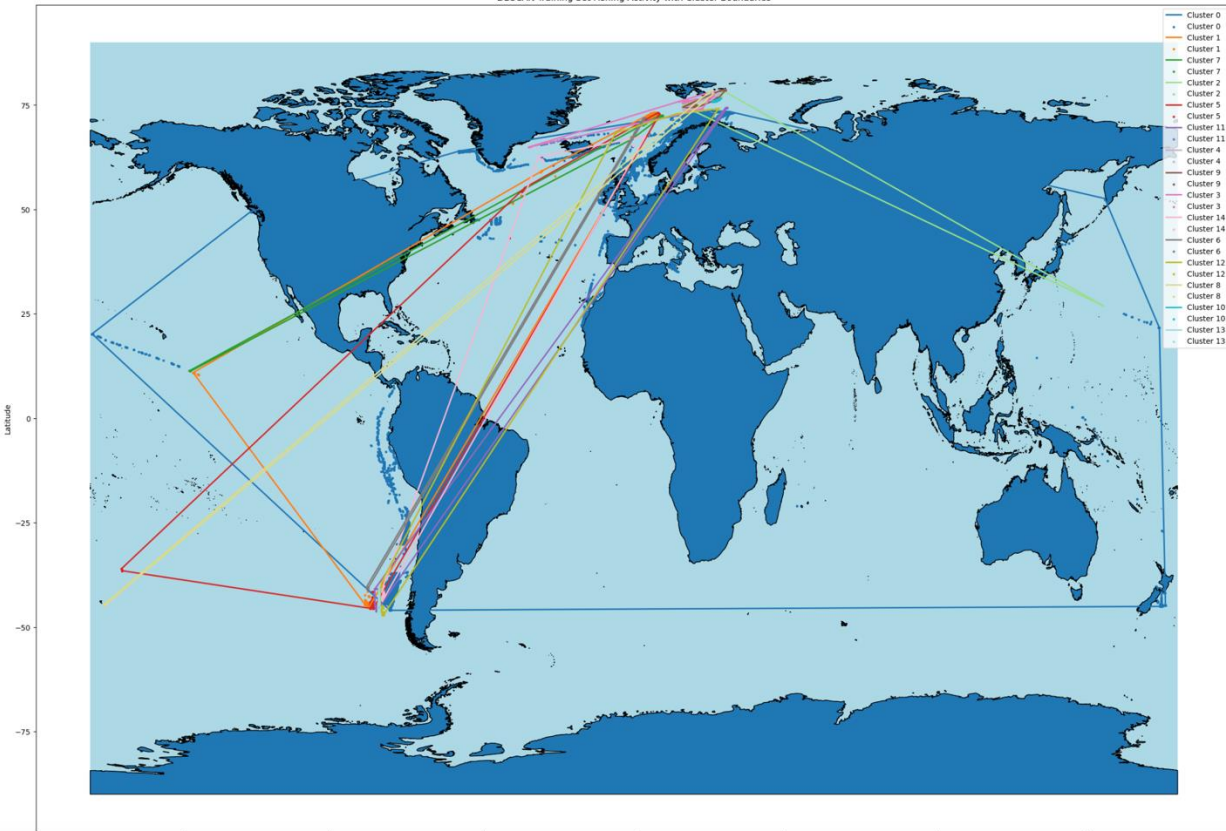 Cluster 0
Cluster 0
Cluster 1
Cluster 1
Cluster 7
Cluster 7
Cluster 2
Cluster 2
Cluster 5
Cluster 5
Cluster 11
Cluster 11
Cluster 4
Cluster 4
Cluster 9
Cluster 9
Cluster 3
Cluster 3
Cluster 14
Cluster 14
Cluster 6
Cluster 6
Cluster 12
Cluster 12
Cluster 8
Cluster 8
Cluster 10
Cluster 10
Cluster 13
Cluster 13
75
50
25
0
−25
−50
−75
Latitude